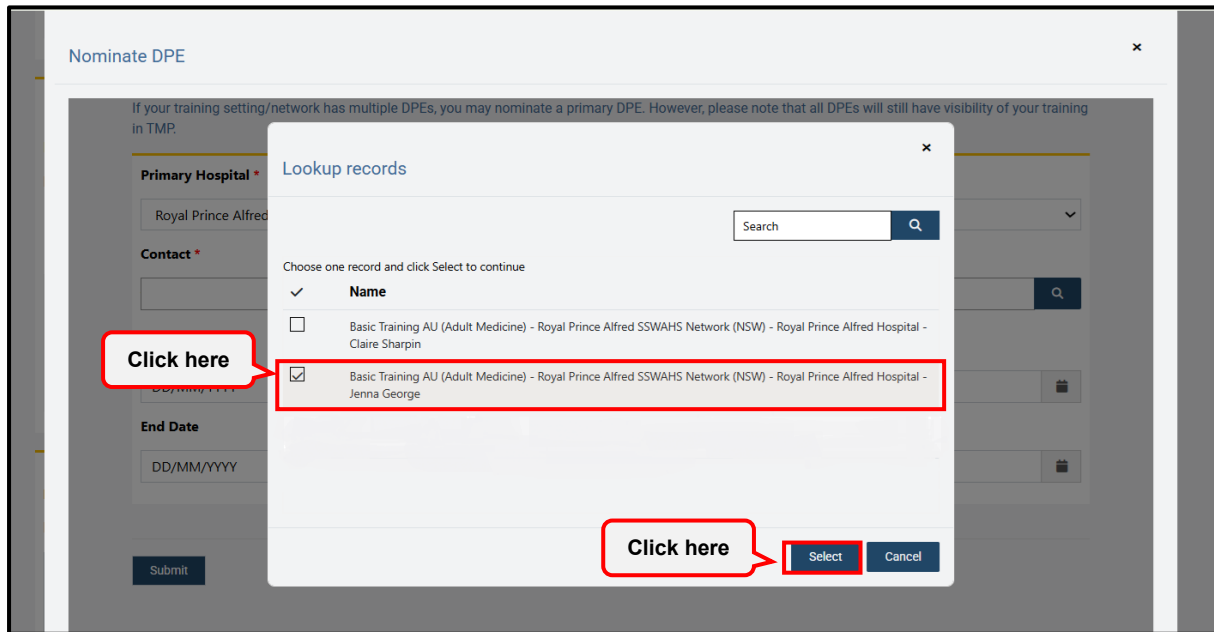 Nominate DPE
×
If your training setting/network has multiple DPEs, you may nominate a primary DPE. However, please note that all DPEs will still have visibility of your training
in TMP.
×
Lookup records
Primary Hospital *
Royal Prince Alfred
Search
Contact *
Choose one record and click Select to continue
Name
Basic Training AU (Adult Medicine) - Royal Prince Alfred SSWAHS Network (NSW) - Royal Prince Alfred Hospital -
Claire Sharpin
Click here
Basic Training AU (Adult Medicine) - Royal Prince Alfred SSWAHS Network (NSW) - Royal Prince Alfred Hospital -
Jenna George
DD/MM/YYYY
End Date
DD/MM/YYYY
Click here
Select
Cancel
Submit